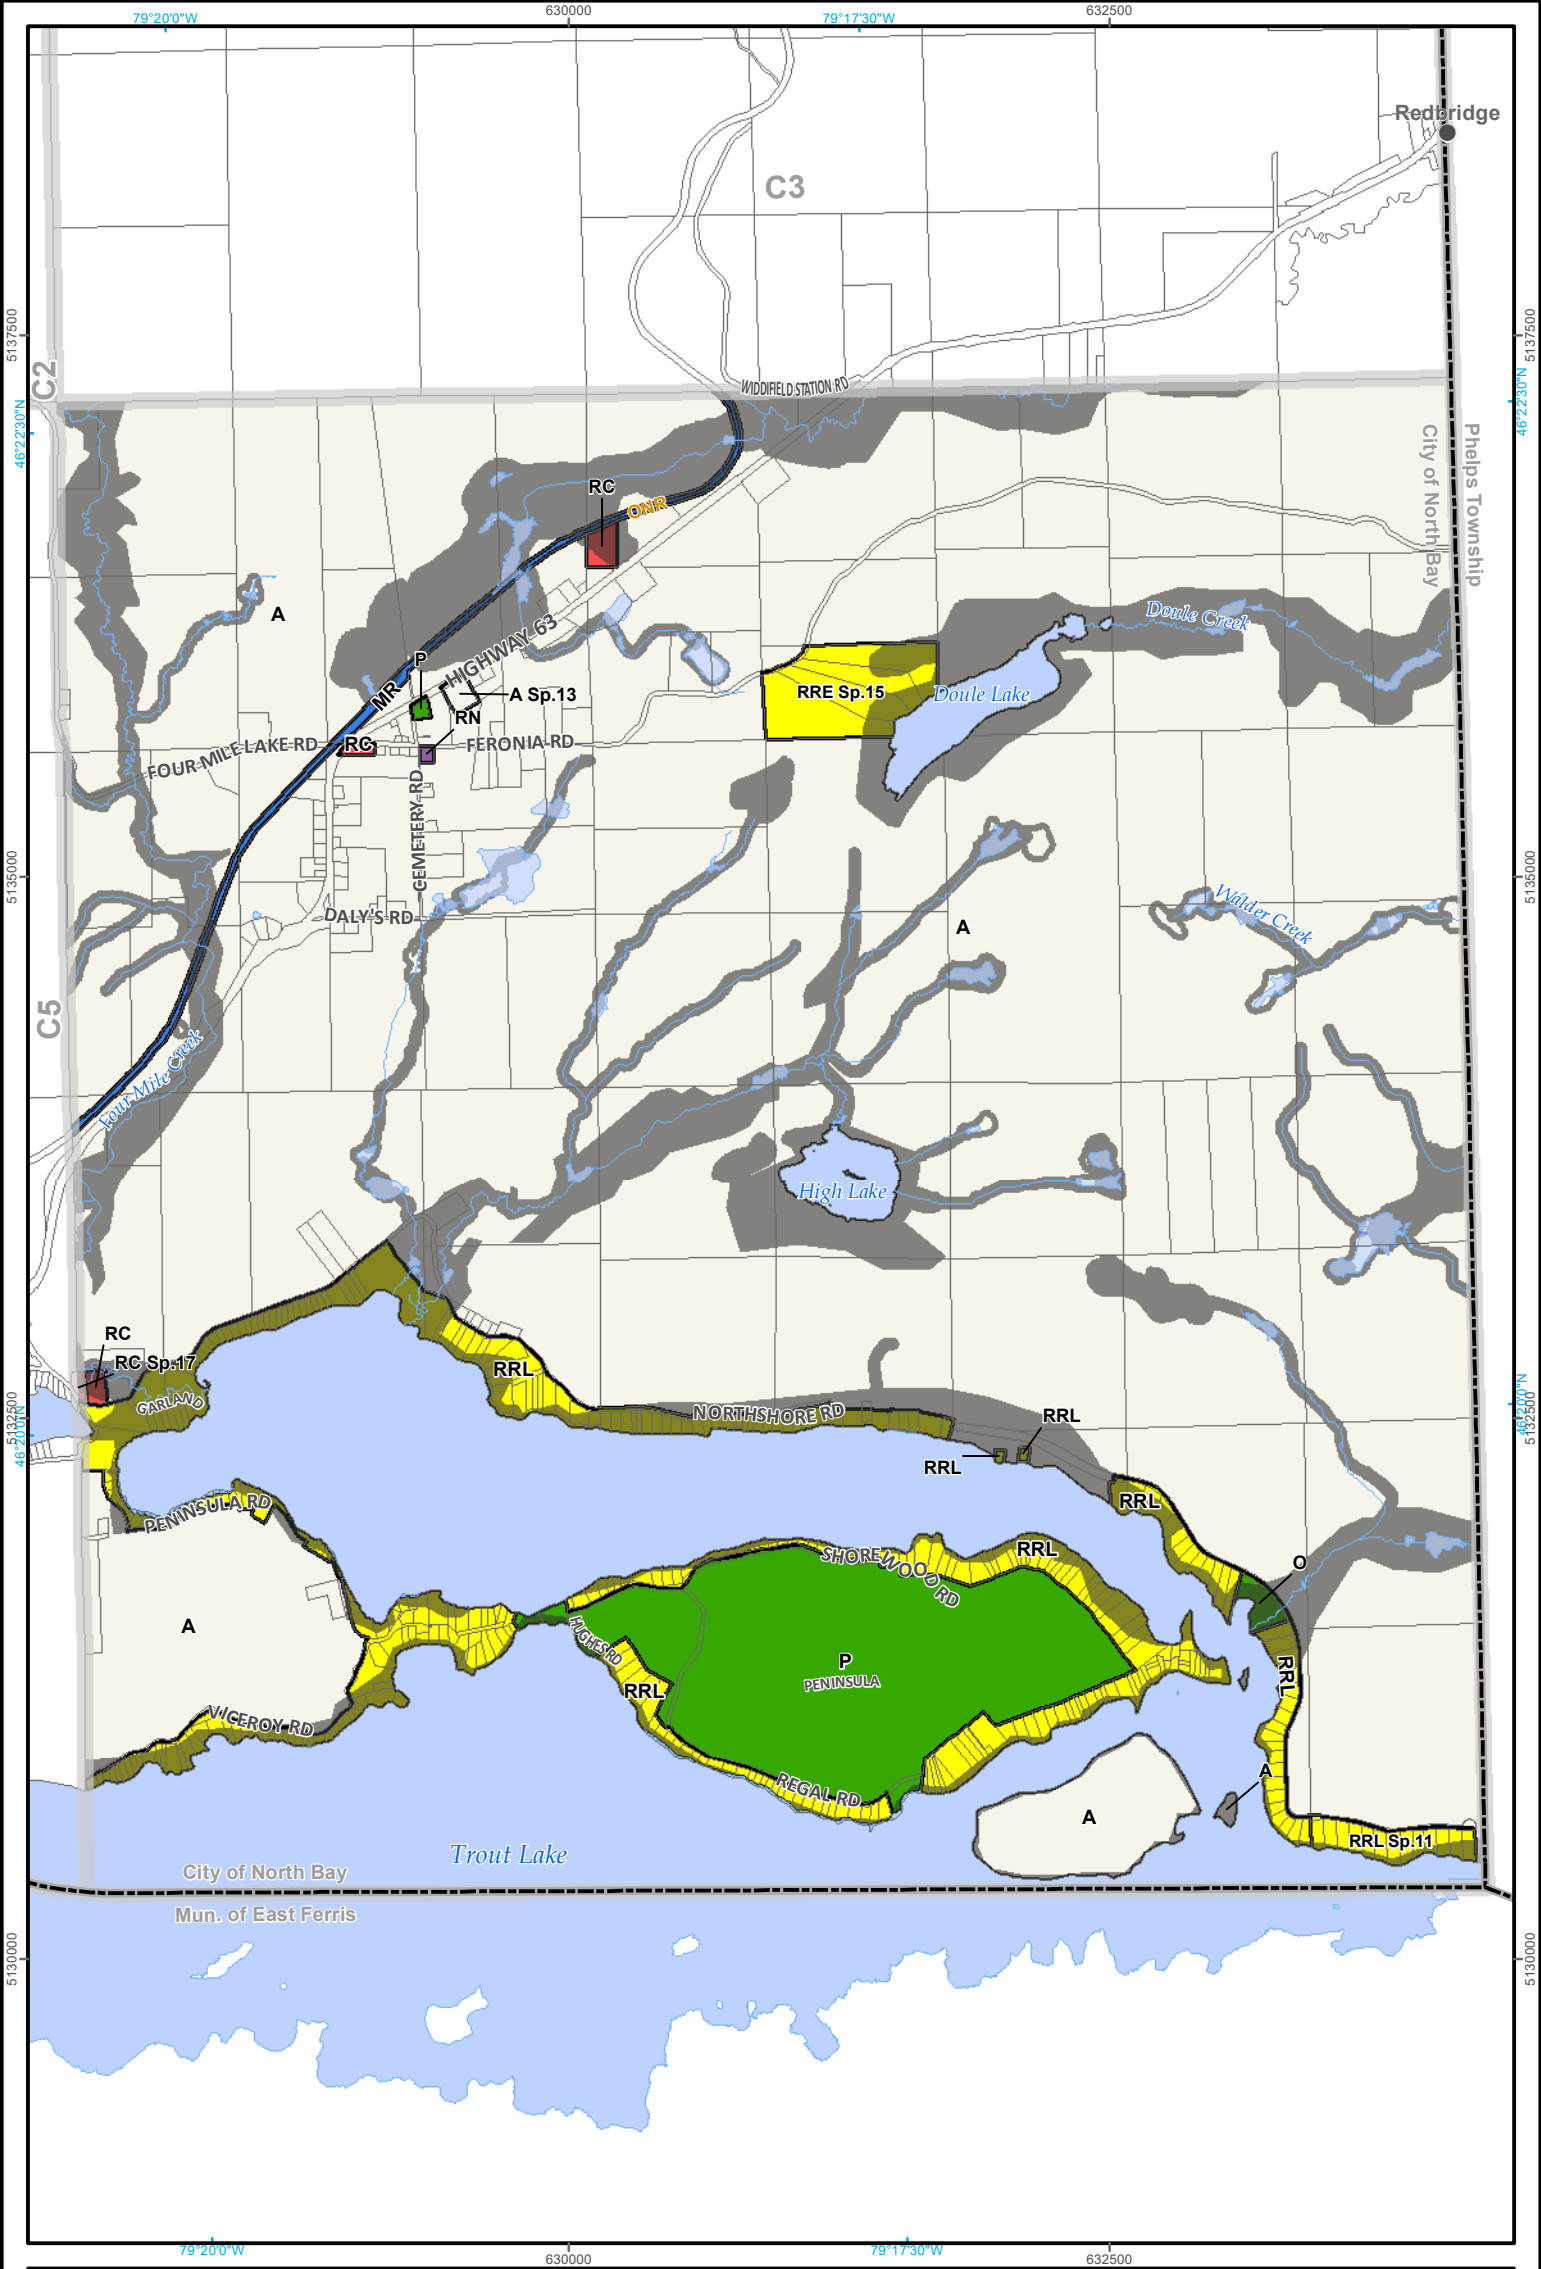 630000
632500
79°20'0"W
79°17'30"W
Redbridge
C3
5137500
5137500
C2
WIDDIFIELD STATION RD
46°22'30"N
46°22'30"N
Phelps Township
City of North Bay
RC
ONR
A
Doule Creek
HIGHWAY 63
P
MR
A Sp.13
RRE Sp.15
Doule Lake
RN
RC
FERONIA RD
FOUR MILE LAKE RD
CEMETERY RD
5135000
5135000
DALY'S RD
A
Walder Creek
C5
Four Mile Creek
High Lake
RC
RC Sp.17
RRL
GARLAND
NORTHSHORE RD
RRL
5132500
5132500
46°20'0"N
46°20'0"N
RRL
RRL
PENINSULA RD
SHOREWOOD RD
RRL
O
A
HUGHES RD
P
PENINSULA
RRL
RRL
VICEROY RD
REGAL RD
A
A
RRL Sp.11
Trout Lake
City of North Bay
Mun. of East Ferris
5130000
5130000
79°20'0"W
79°17'30"W
630000
632500